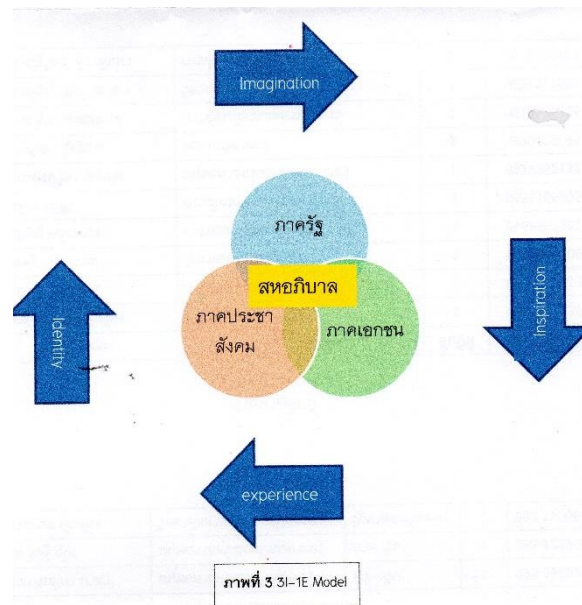 Imagination
ภาครัฐ
สหอภิบาล
ภาคประชา
สังคม
ภาคเอกชน
Identity
Inspiration
experience
ภาพที่ 3 3I-1E Model